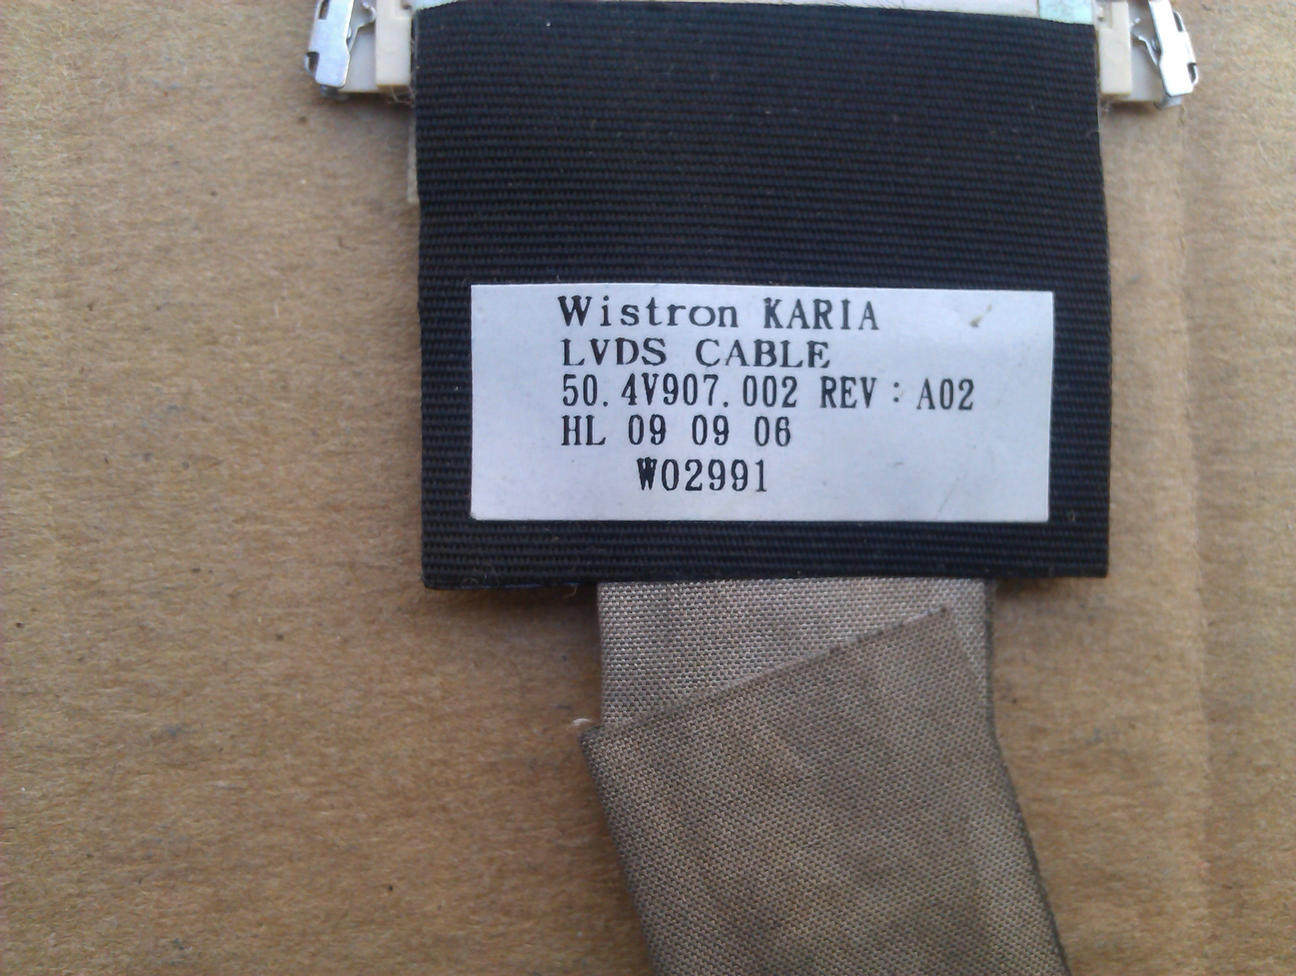 Wistron KARIA
LVDS CABLE
50.4V907.002 REV : A02
HL 09 09 06
W02991